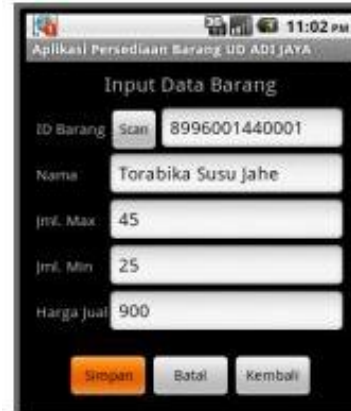 11:02 PM
Aplikasi Persediaan Barang UD ADI JAYA
Input Data Barang
ID Barang Scan 8996001440001
Nama Torabika Susu Jahe
Jml. Max 45
Jml. Min 25
Harga Jual 900
Simpan Batal Kembali